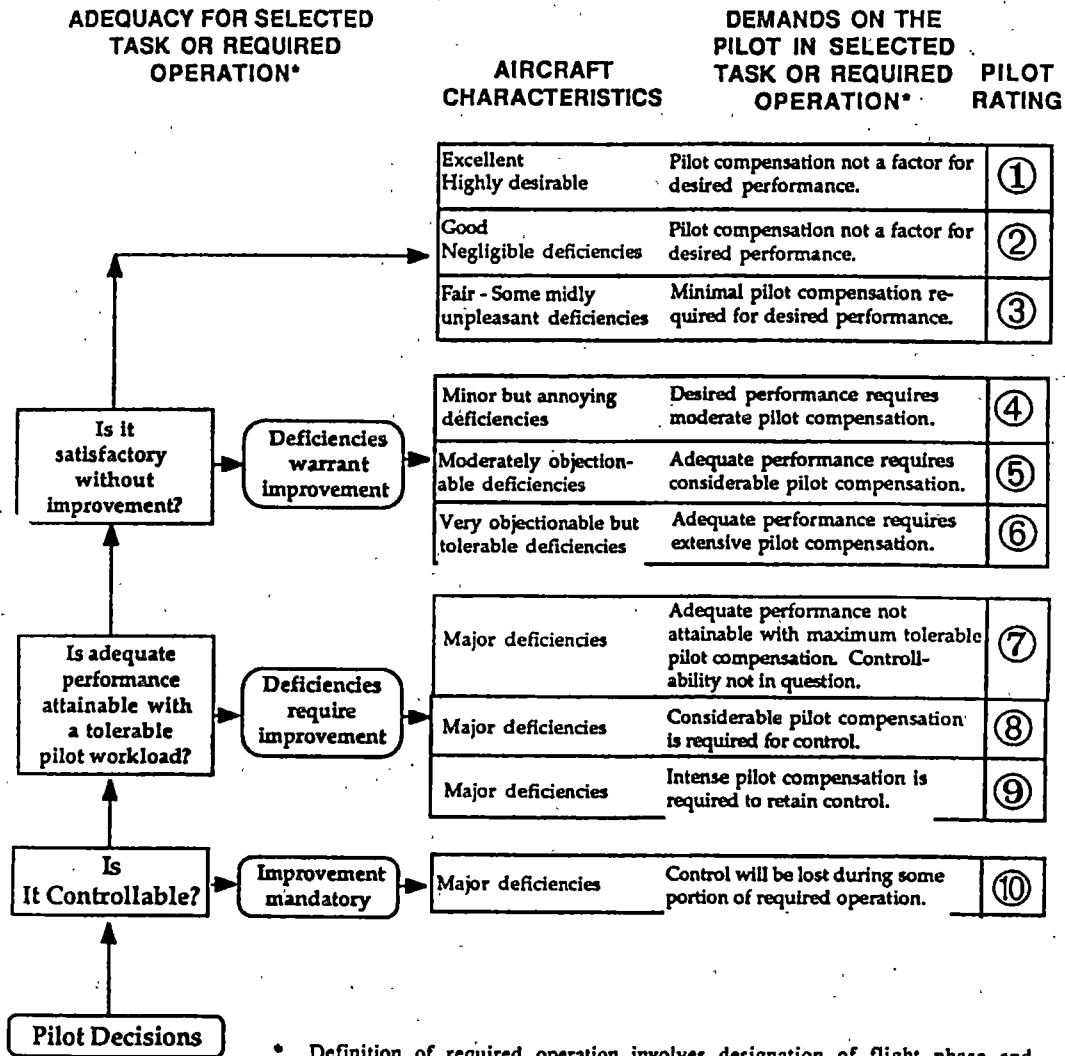 ADEQUACY FOR SELECTED
TASK OR REQUIRED
OPERATION*
AIRCRAFT
CHARACTERISTICS
DEMANDS ON THE
PILOT IN SELECTED
TASK OR REQUIRED
OPERATION*
PILOT
RATING
Excellent
Highly desirable
Pilot compensation not a factor for
desired performance.
1
Good
Negligible deficiencies
Pilot compensation not a factor for
desired performance.
2
Fair - Some midly
unpleasant deficiencies
Minimal pilot compensation re-
quired for desired performance.
3
Is it
satisfactory
without
improvement?
Deficiencies
warrant
improvement
Minor but annoying
deficiencies
Desired performance requires
moderate pilot compensation.
4
Moderately objection-
able deficiencies
Adequate performance requires
considerable pilot compensation.
5
Very objectionable but
tolerable deficiencies
Adequate performance requires
extensive pilot compensation.
6
Is adequate
performance
attainable with
a tolerable
pilot workload?
Deficiencies
require
improvement
Major deficiencies
Adequate performance not
attainable with maximum tolerable
pilot compensation. Controll-
ability not in question.
7
Major deficiencies
Considerable pilot compensation
is required for control.
8
Major deficiencies
Intense pilot compensation is
required to retain control.
9
Is
It Controllable?
Improvement
mandatory
Major deficiencies
Control will be lost during some
portion of required operation.
10
Pilot Decisions
* Definition of required operation involves designation of flight phase and